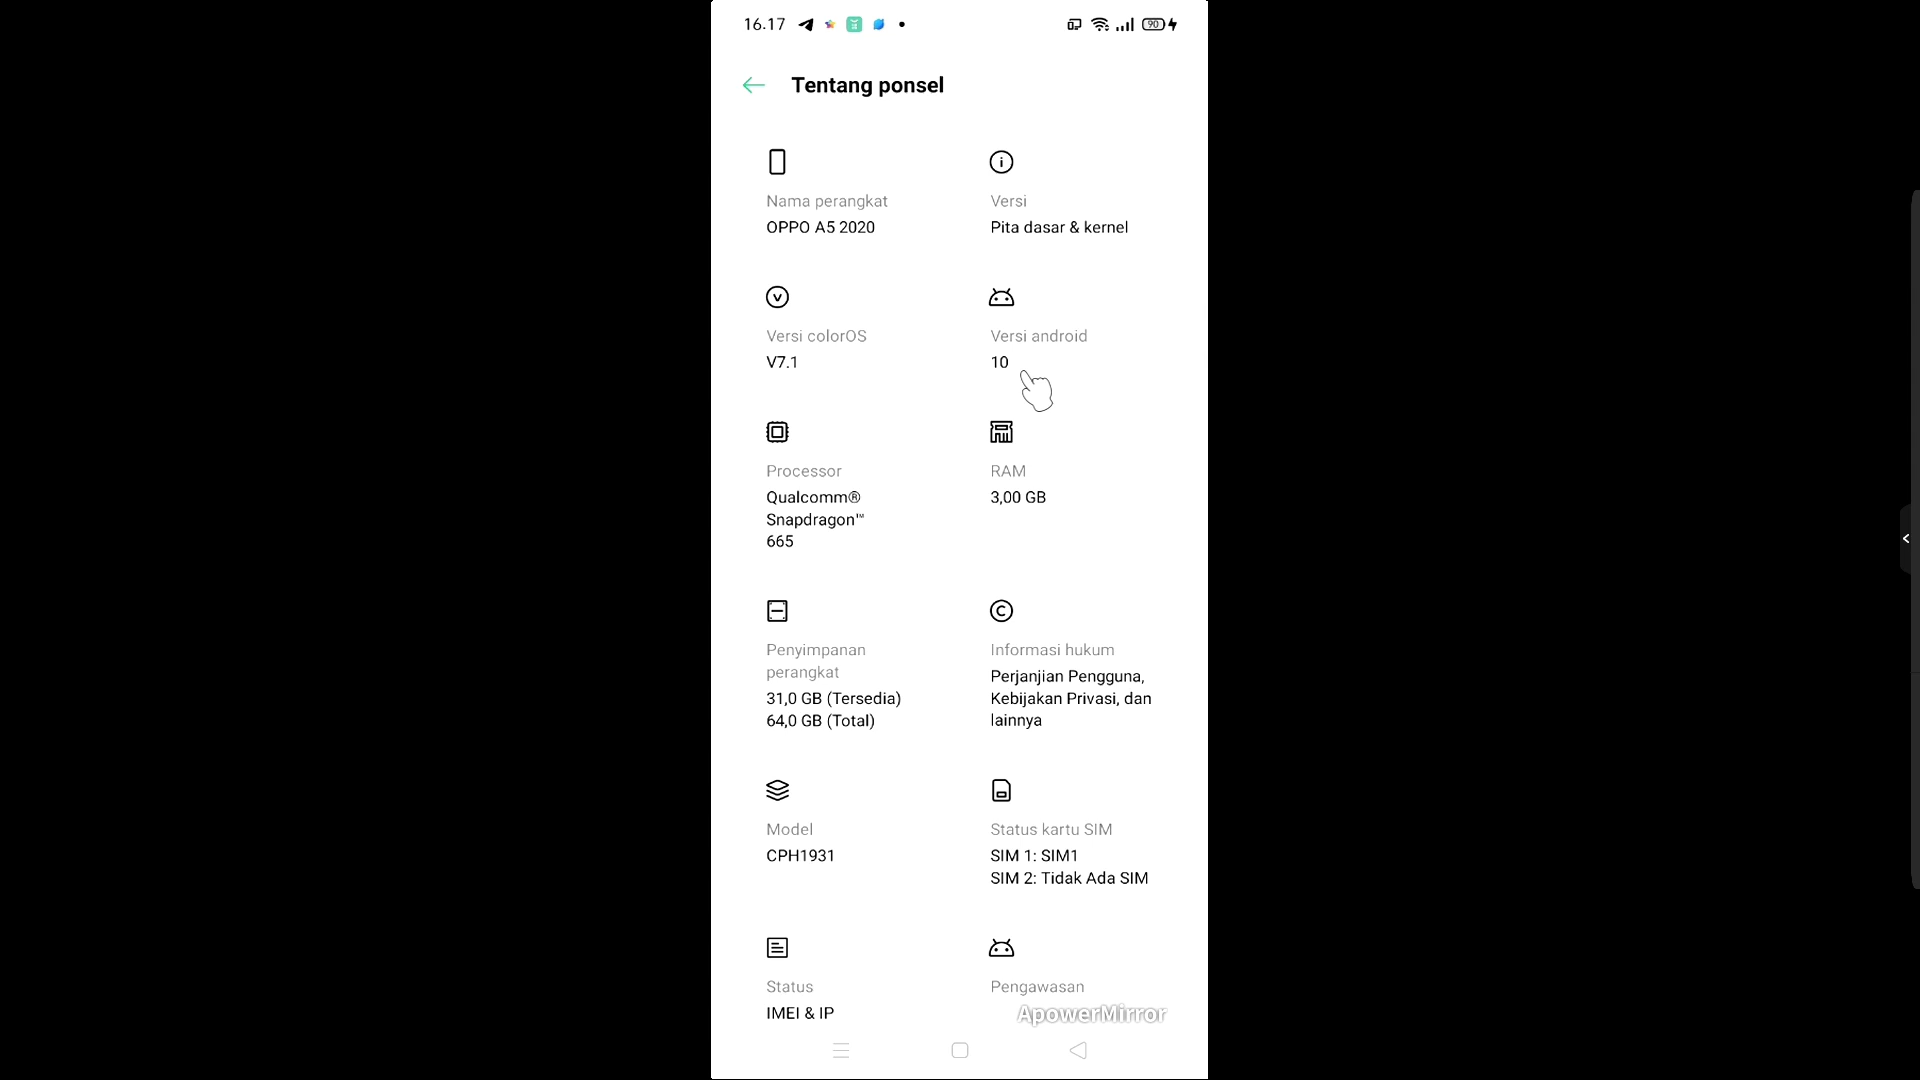 16.17
90
Tentang ponsel
Nama perangkat
OPPO A5 2020
Versi
Pita dasar & kernel
Versi colorOS
V7.1
Versi android
10
Processor
Qualcomm®
Snapdragon™
665
RAM
3,00 GB
Penyimpanan
perangkat
31,0 GB (Tersedia)
64,0 GB (Total)
Informasi hukum
Perjanjian Pengguna,
Kebijakan Privasi, dan
lainnya
Model
CPH1931
Status kartu SIM
SIM 1: SIM1
SIM 2: Tidak Ada SIM
Status
IMEI & IP
Pengawasan
ApowerMirror